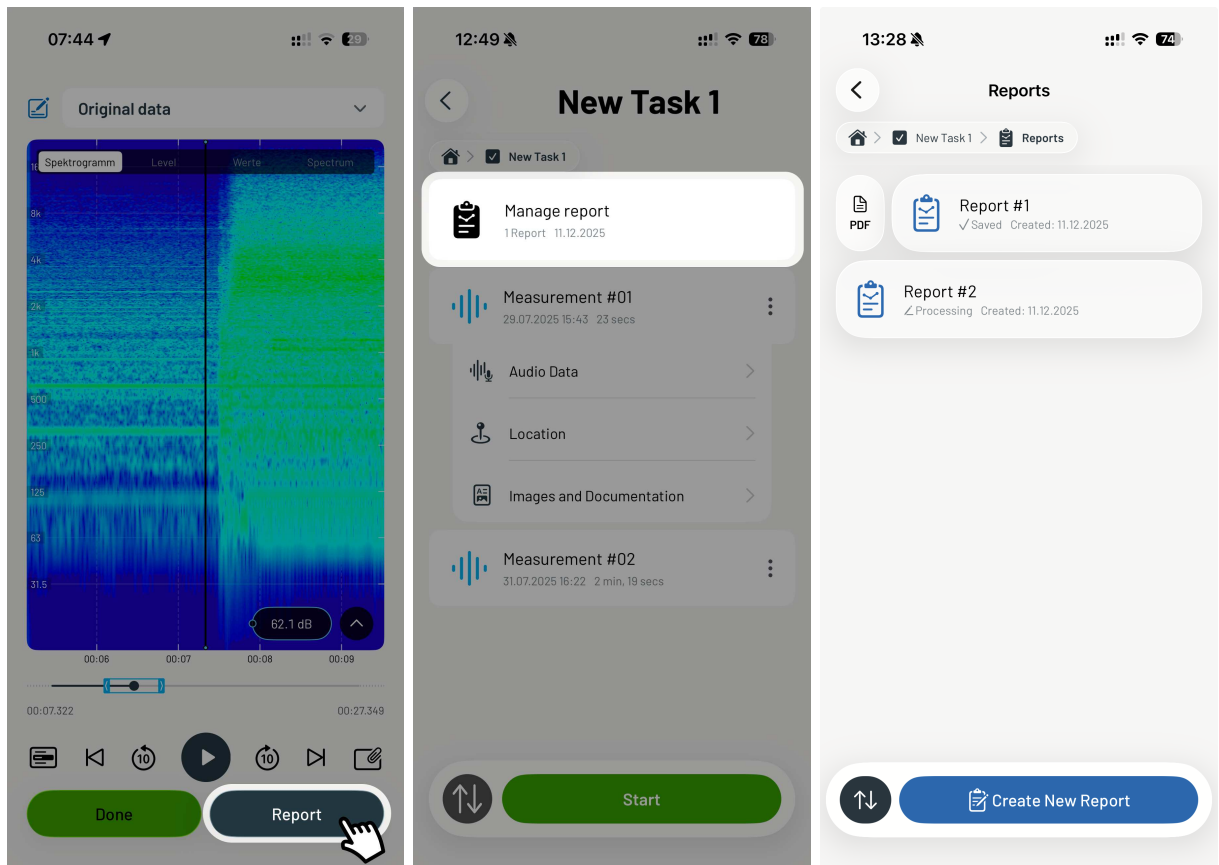 07:44
29
Original data
16
Spektrogramm
Level
Werte
Spectrum
8k
4k
2k
1k
500
250
125
63
31.5
62.1 dB
00:06
00:07
00:08
00:09
00:07.322
00:27.349
10
10
Done
Report
12:49
78
New Task 1
New Task 1
Manage report
1 Report 11.12.2025
Measurement #01
29.07.2025 15:43 23 secs
Audio Data
Location
Images and Documentation
Measurement #02
31.07.2025 16:22 2 min, 19 secs
Start
13:28
74
Reports
New Task 1
Reports
PDF
Report #1
Saved Created: 11.12.2025
Report #2
Processing Created: 11.12.2025
Create New Report